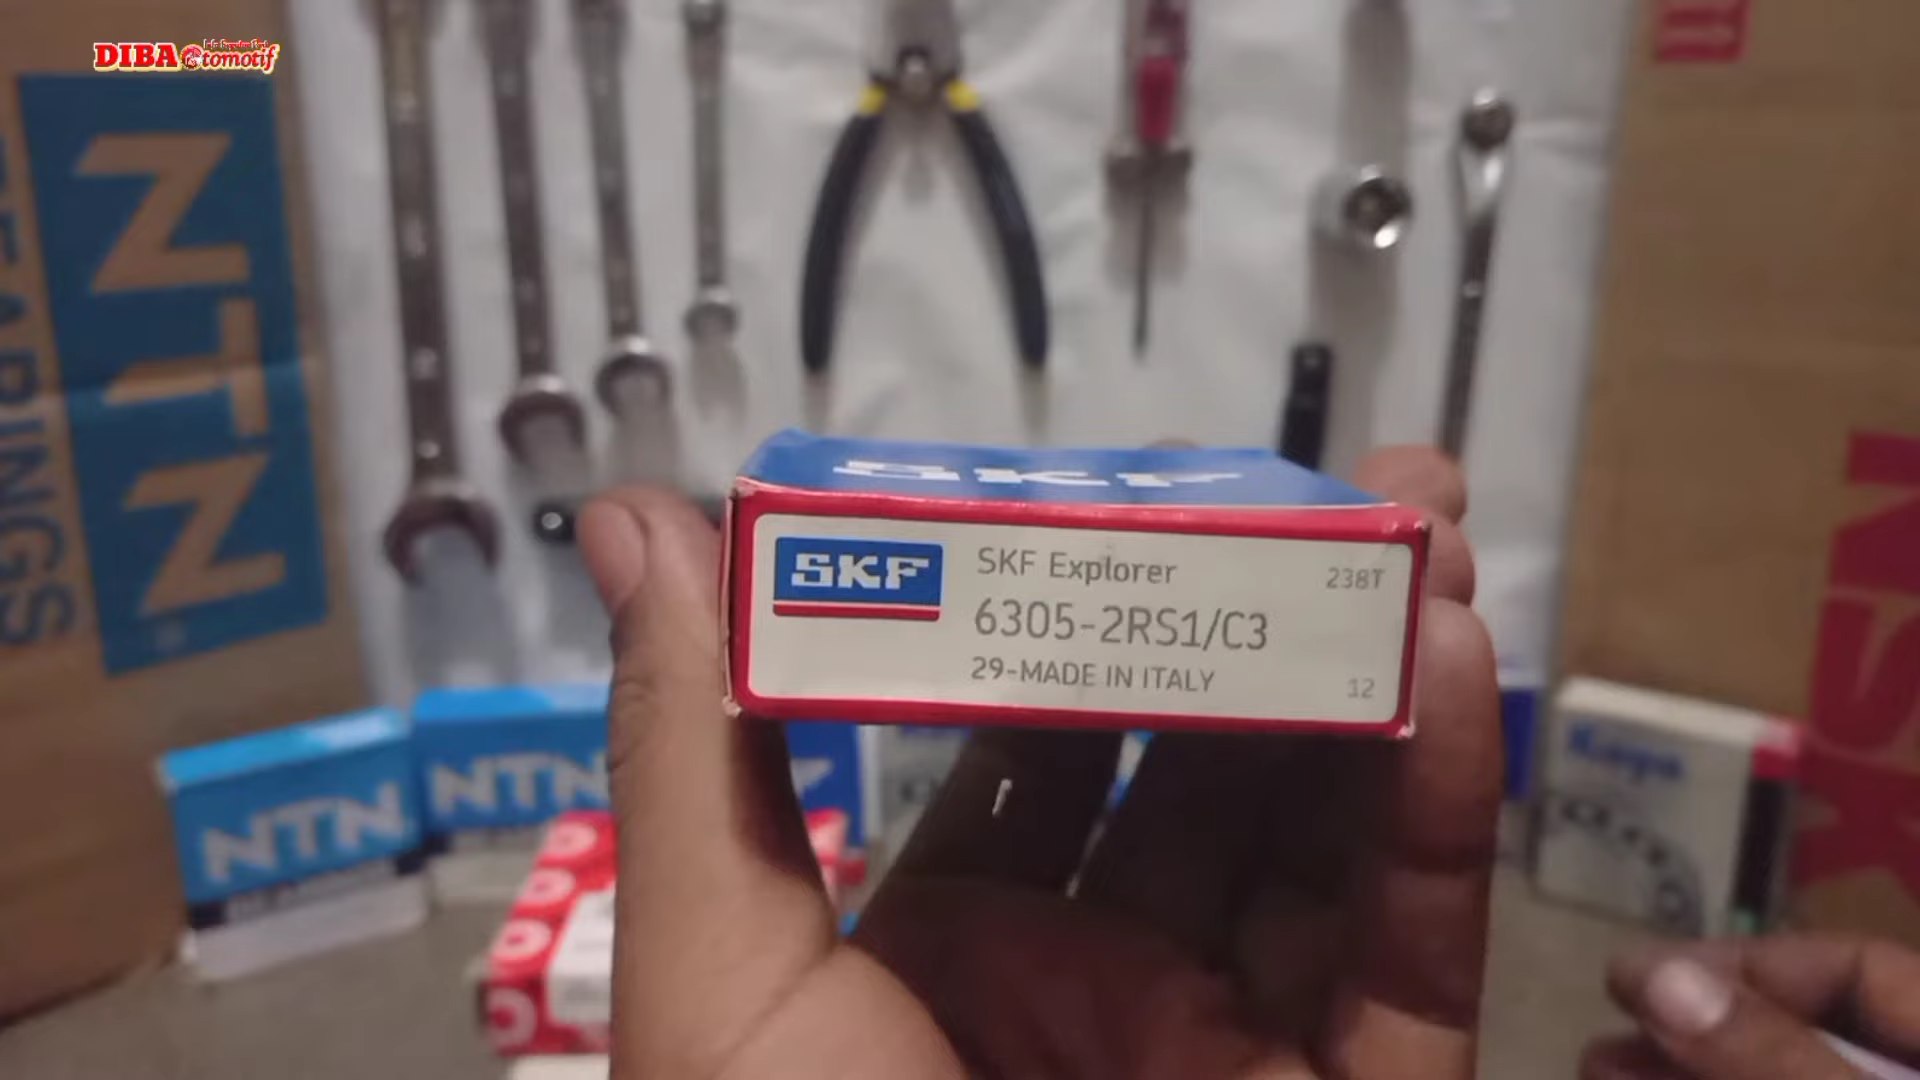 DIBA Otomotif
NTN
BEARINGS
SKF
SKF
SKF Explorer
238T
6305-2RS1/C3
29-MADE IN ITALY
12
NTN
NTN
Koyo